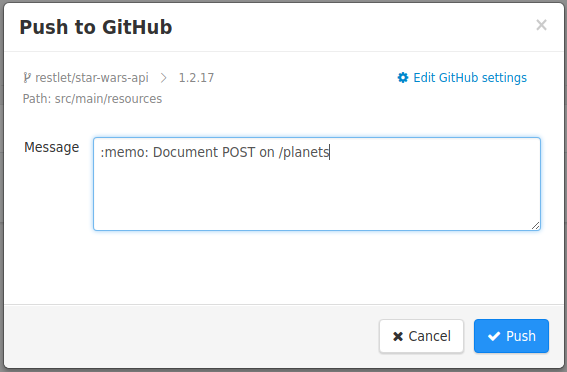 Push to GitHub ×
restlet/star-wars-api > 1.2.17 Edit GitHub settings
Path: src/main/resources
Message :memo: Document POST on /planets
Cancel Push